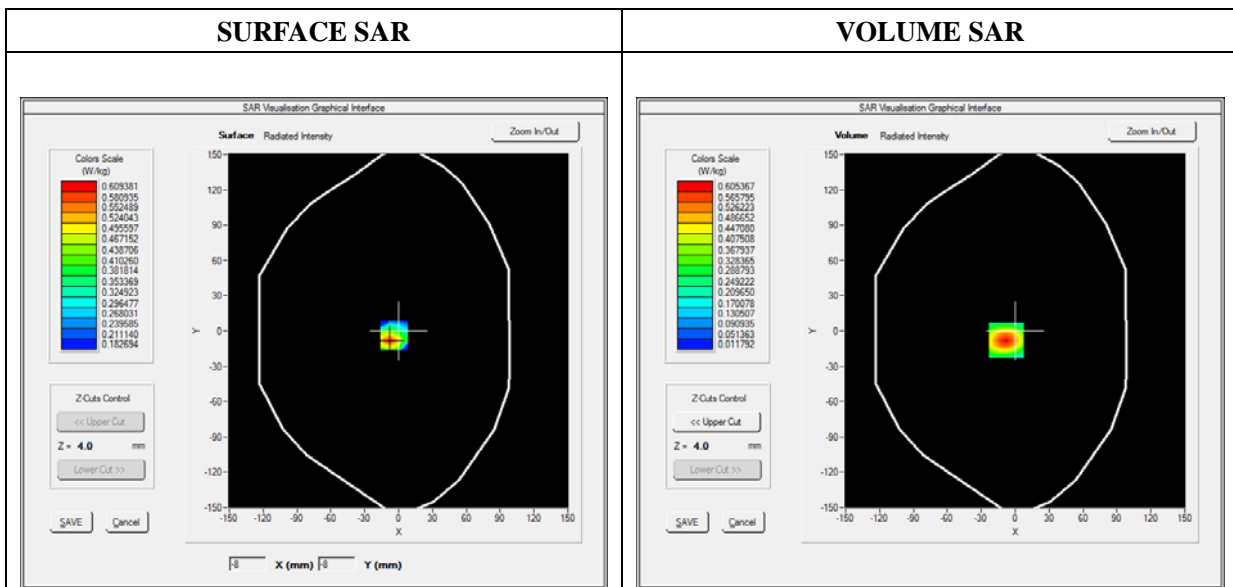 SURFACE SAR
VOLUME SAR
SAR Visualisation Graphical Interface
Surface Radiated Intensity
Zoom In/Out
Colors Scale
(W/kg)
0.609381
0.580935
0.552489
0.524043
0.495597
0.467152
0.438706
0.410260
0.381814
0.353369
0.324923
0.296477
0.268031
0.239585
0.211140
0.182694
Z-Cuts Control
<< Upper Cut
Z = 4.0 mm
Lower Cut >>
SAVE
Cancel
150
120
90
60
30
0
-30
-60
-90
-120
-150
Y
-150 -120 -90 -60 -30 0 30 60 90 120 150
X
-8 X (mm) -8 Y (mm)
SAR Visualisation Graphical Interface
Volume Radiated Intensity
Zoom In/Out
Colors Scale
(W/kg)
0.605367
0.565795
0.526223
0.486652
0.447080
0.407508
0.367937
0.328365
0.288793
0.249222
0.209650
0.170078
0.130507
0.090935
0.051363
0.011792
Z-Cuts Control
<< Upper Cut
Z = 4.0 mm
Lower Cut >>
SAVE
Cancel
150
120
90
60
30
0
-30
-60
-90
-120
-150
Y
-150 -120 -90 -60 -30 0 30 60 90 120 150
X